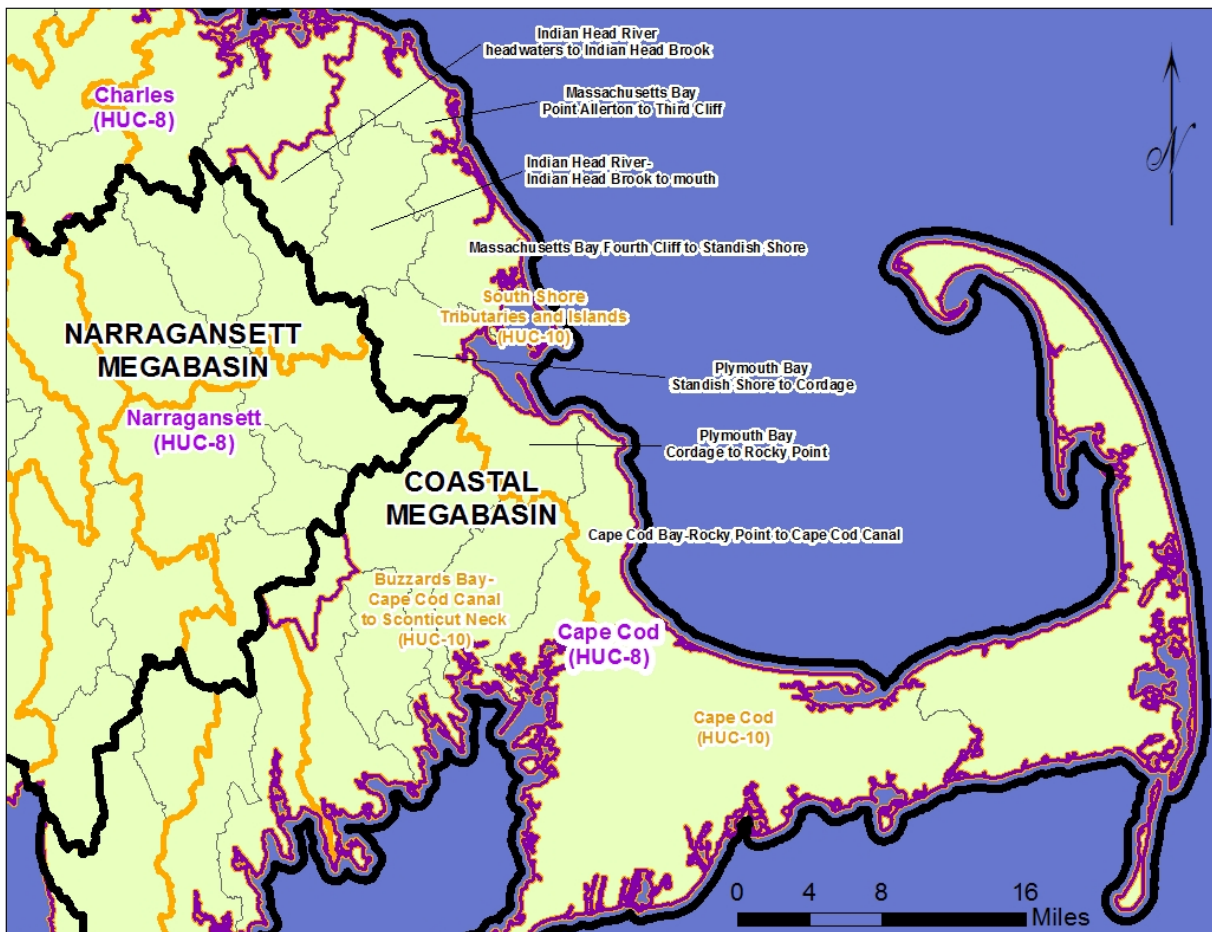 Indian Head River
headwaters to Indian Head Brook
Charles
(HUC-8)
Massachusetts Bay
Point Allerton to Third Cliff
N
Indian Head River-
Indian Head Brook to mouth
Massachusetts Bay Fourth Cliff to Standish Shore
South Shore
Tributaries and Islands
(HUC-10)
NARRAGANSETT
MEGABASIN
Plymouth Bay
Standish Shore to Cordage
Narragansett
(HUC-8)
Plymouth Bay
Cordage to Rocky Point
COASTAL
MEGABASIN
Cape Cod Bay-Rocky Point to Cape Cod Canal
Buzzards Bay-
Cape Cod Canal
to Sconticut Neck
(HUC-10)
Cape Cod
(HUC-8)
Cape Cod
(HUC-10)
0 4 8 16
Miles